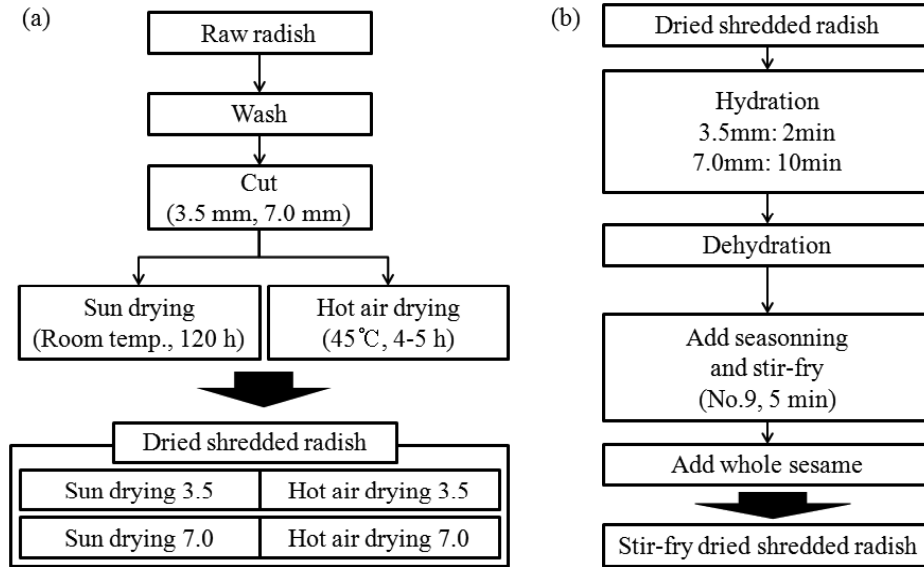 (a)
Raw radish
Wash
Cut
(3.5 mm, 7.0 mm)
Sun drying
(Room temp., 120 h)
Hot air drying
(45℃, 4-5 h)
Dried shredded radish
Sun drying 3.5
Hot air drying 3.5
Sun drying 7.0
Hot air drying 7.0
(b)
Dried shredded radish
Hydration
3.5mm: 2min
7.0mm: 10min
Dehydration
Add seasonning
and stir-fry
(No.9, 5 min)
Add whole sesame
Stir-fry dried shredded radish